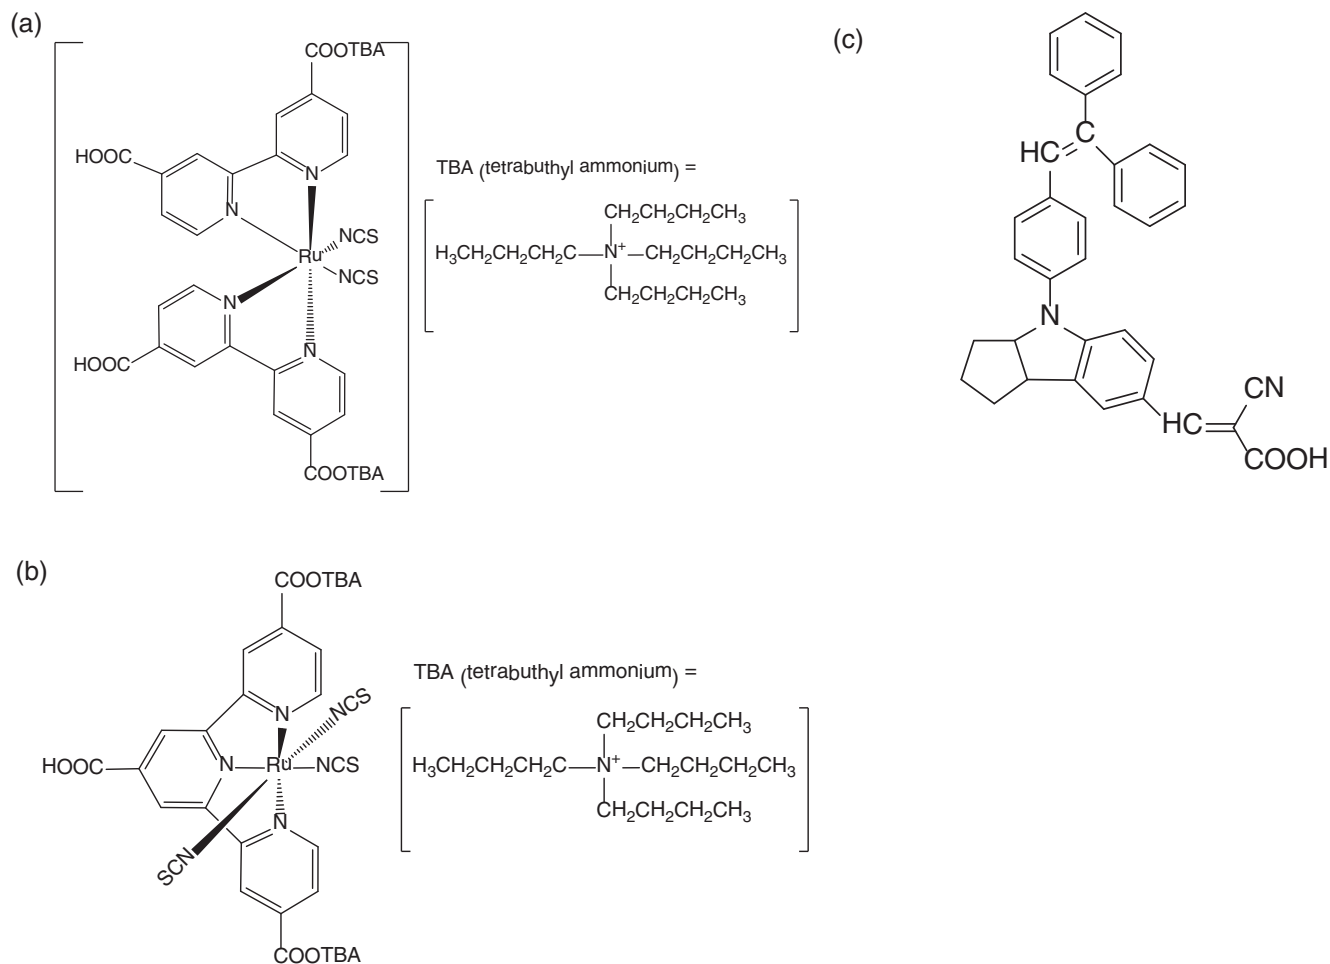 (a)
COOTBA
HOOC
N
N
Ru
NCS
NCS
N
N
HOOC
COOTBA
TBA (tetrabuthyl ammonium) =
CH₂CH₂CH₂CH₃
H₃CH₂CH₂CH₂C—N⁺—CH₂CH₂CH₂CH₃
CH₂CH₂CH₂CH₃
(c)
C
HC
N
CN
HC
COOH
(b)
COOTBA
N
NCS
HOOC
N
Ru
NCS
N
SCN
COOTBA
TBA (tetrabuthyl ammonium) =
CH₂CH₂CH₂CH₃
H₃CH₂CH₂CH₂C—N⁺—CH₂CH₂CH₂CH₃
CH₂CH₂CH₂CH₃